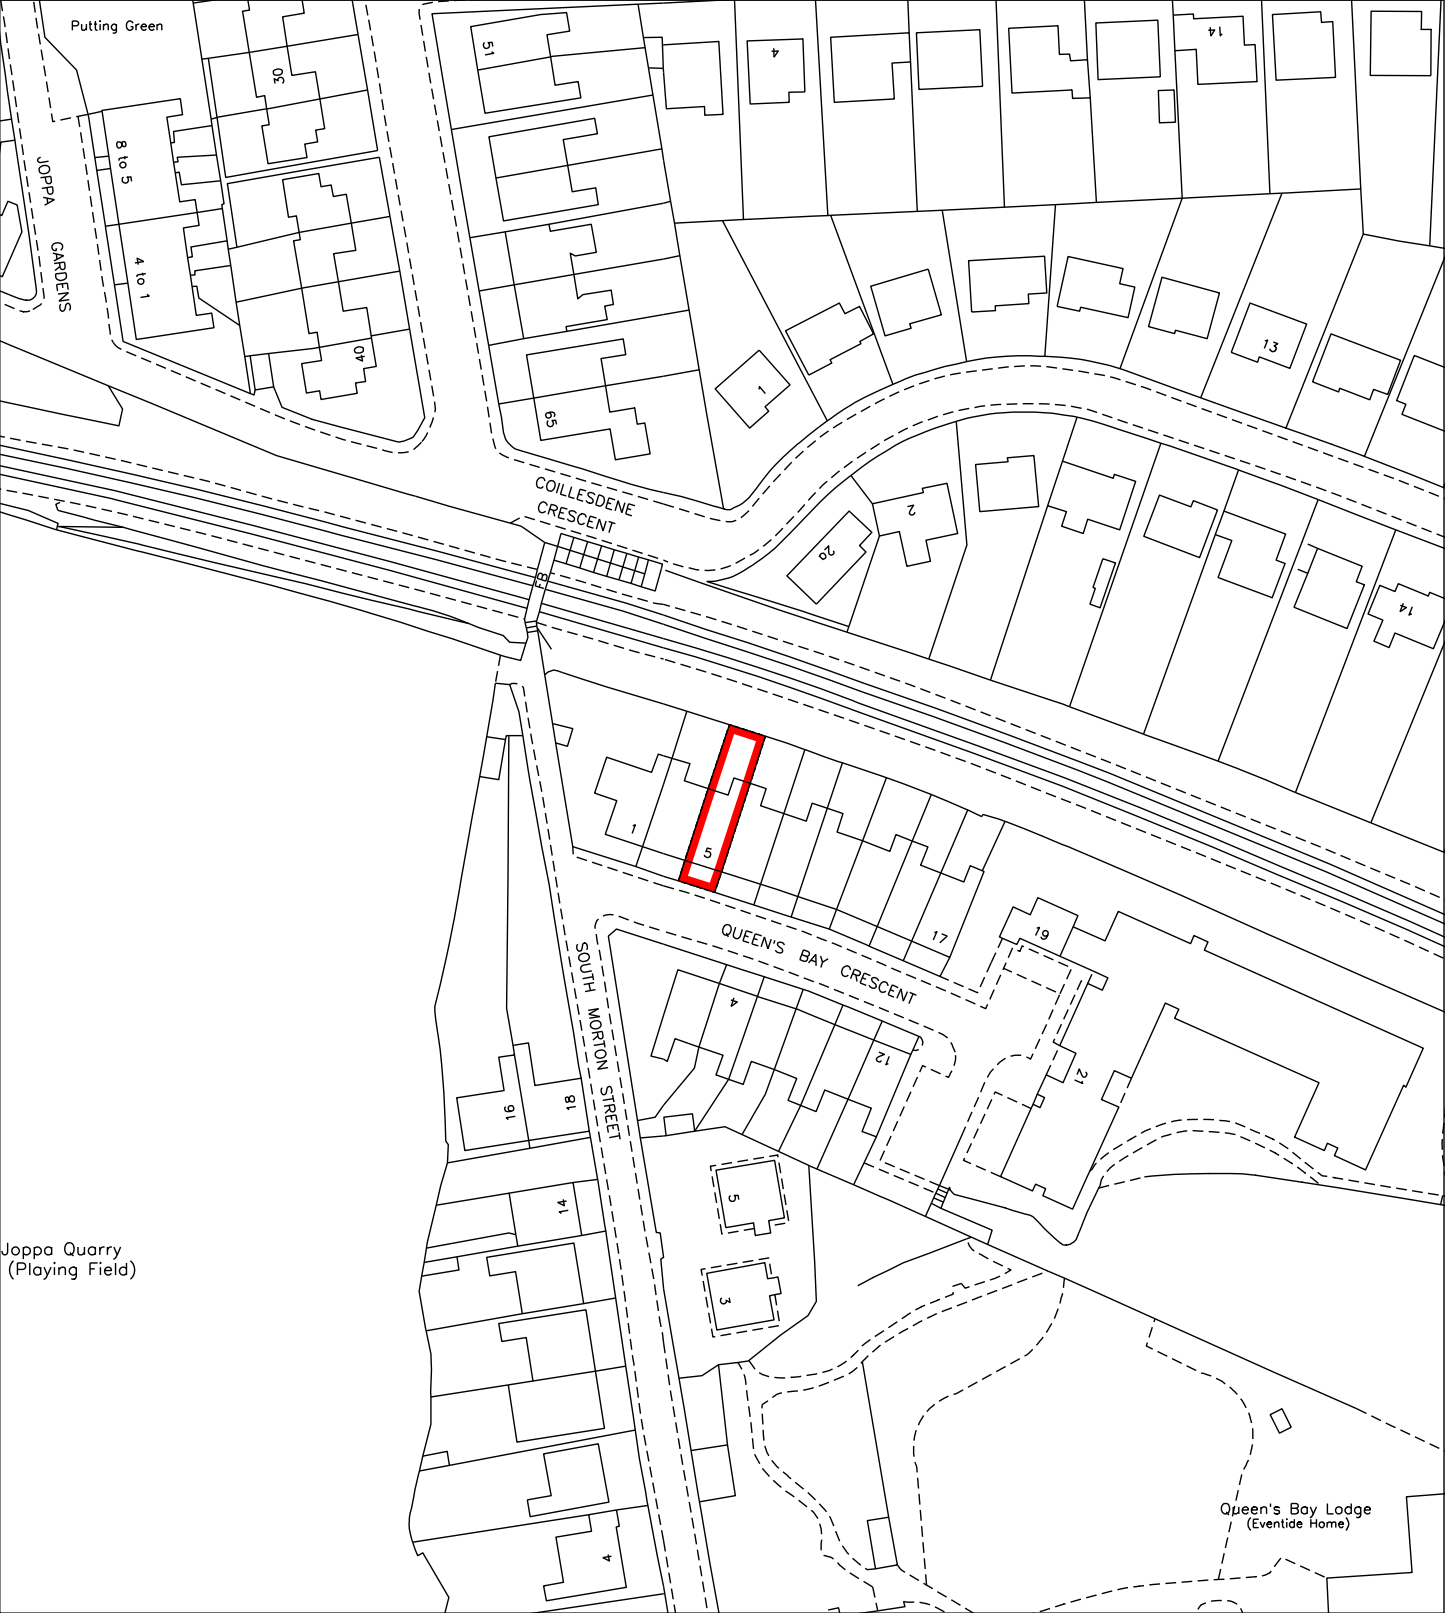 Putting Green
51
4
14
30
8 to 5
JOPPA GARDENS
4 to 1
40
65
1
13
COILLESDENE
CRESCENT
2
2a
FB
14
1
5
17
19
QUEEN'S BAY CRESCENT
SOUTH MORTON STREET
4
12
21
16
18
5
14
3
Joppa Quarry
(Playing Field)
Queen's Bay Lodge
(Eventide Home)
4